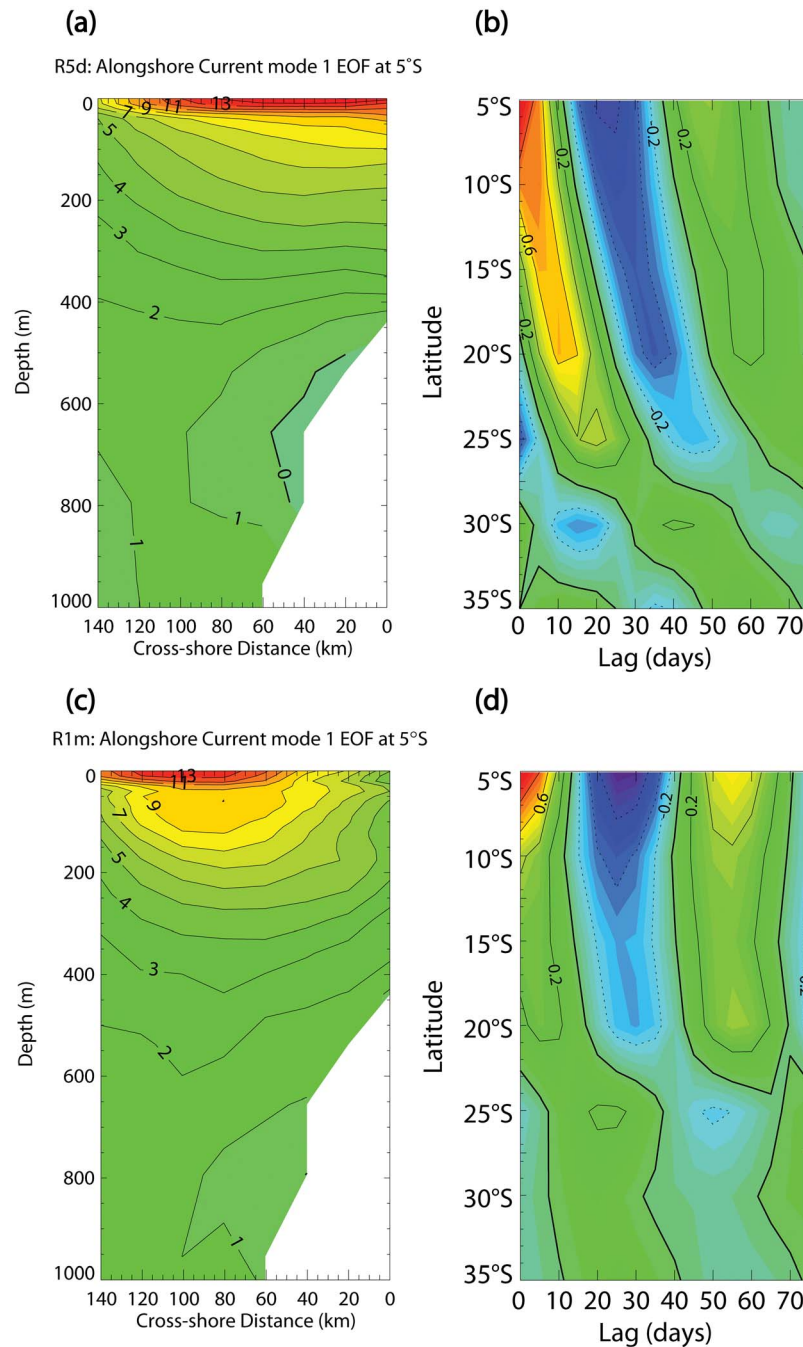 (a)
R5d: Alongshore Current mode 1 EOF at 5°S
0
200
400
600
800
1000
Depth (m)
140 120 100 80 60 40 20 0
Cross-shore Distance (km)
5 7 9 11 13
4
3
2
1
1
0
(b)
5°S
10°S
15°S
20°S
25°S
30°S
35°S
Latitude
0 10 20 30 40 50 60 70
Lag (days)
0.2
-0.2
0.2
0.6
0.2
-0.2
(c)
R1m: Alongshore Current mode 1 EOF at 5°S
0
200
400
600
800
1000
Depth (m)
140 120 100 80 60 40 20 0
Cross-shore Distance (km)
13
11
9
7
5
4
3
2
1
(d)
5°S
10°S
15°S
20°S
25°S
30°S
35°S
Latitude
0 10 20 30 40 50 60 70
Lag (days)
0.6
-0.2
0.2
0.2